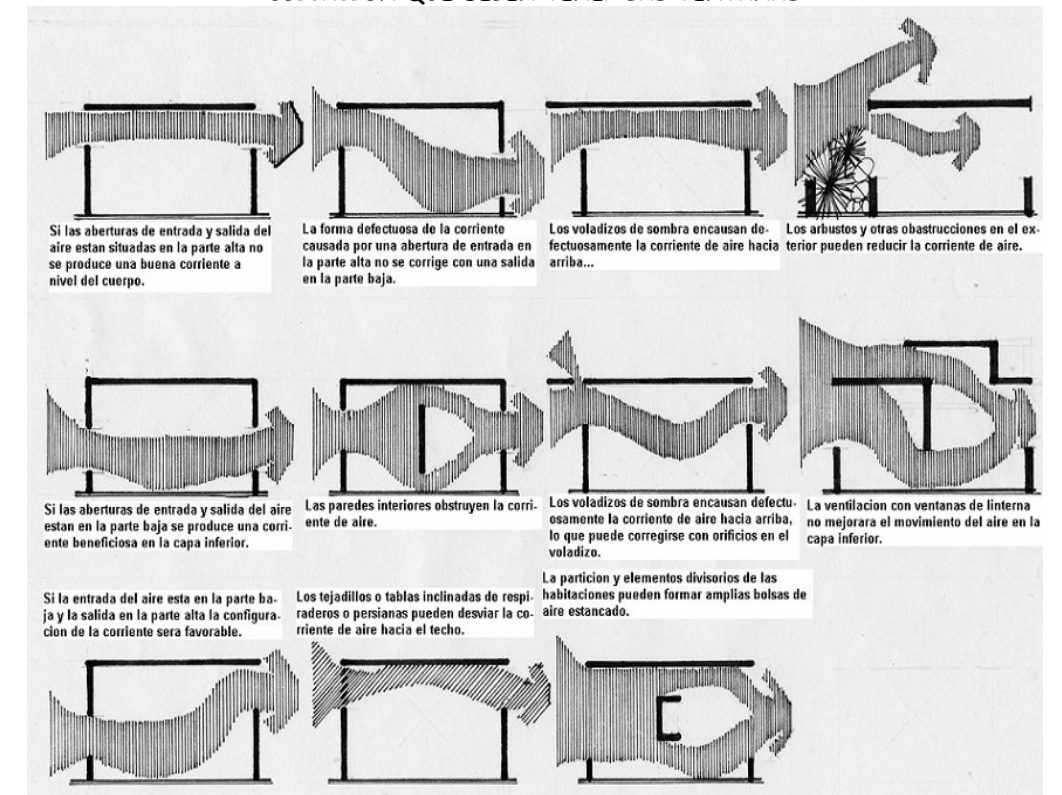 Si las aberturas de entrada y salida del
aire estan situadas en la parte alta no
se produce una buena corriente a
nivel del cuerpo.
La forma defectuosa de la corriente
causada por una abertura de entrada en
la parte alta no se corrige con una salida
en la parte baja.
Los voladizos de sombra encausan de-
fectuosamente la corriente de aire hacia
arriba...
Los arbustos y otras obastrucciones en el ex-
terior pueden reducir la corriente de aire.
Si las aberturas de entrada y salida del aire
estan en la parte baja se produce una corri-
ente beneficiosa en la capa inferior.
Las paredes interiores obstruyen la corri-
ente de aire.
Los voladizos de sombra encausan defectu-
osamente la corriente de aire hacia arriba,
lo que puede corregirse con orificios en el
voladizo.
La ventilacion con ventanas de linterna
no mejorara el movimiento del aire en la
capa inferior.
Si la entrada del aire esta en la parte ba-
ja y la salida en la parte alta la configura-
cion de la corriente sera favorable.
Los tejadillos o tablas inclinadas de respi-
raderos o persianas pueden desviar la co-
rriente de aire hacia el techo.
La particion y elementos divisorios de las
habitaciones pueden formar amplias bolsas de
aire estancado.